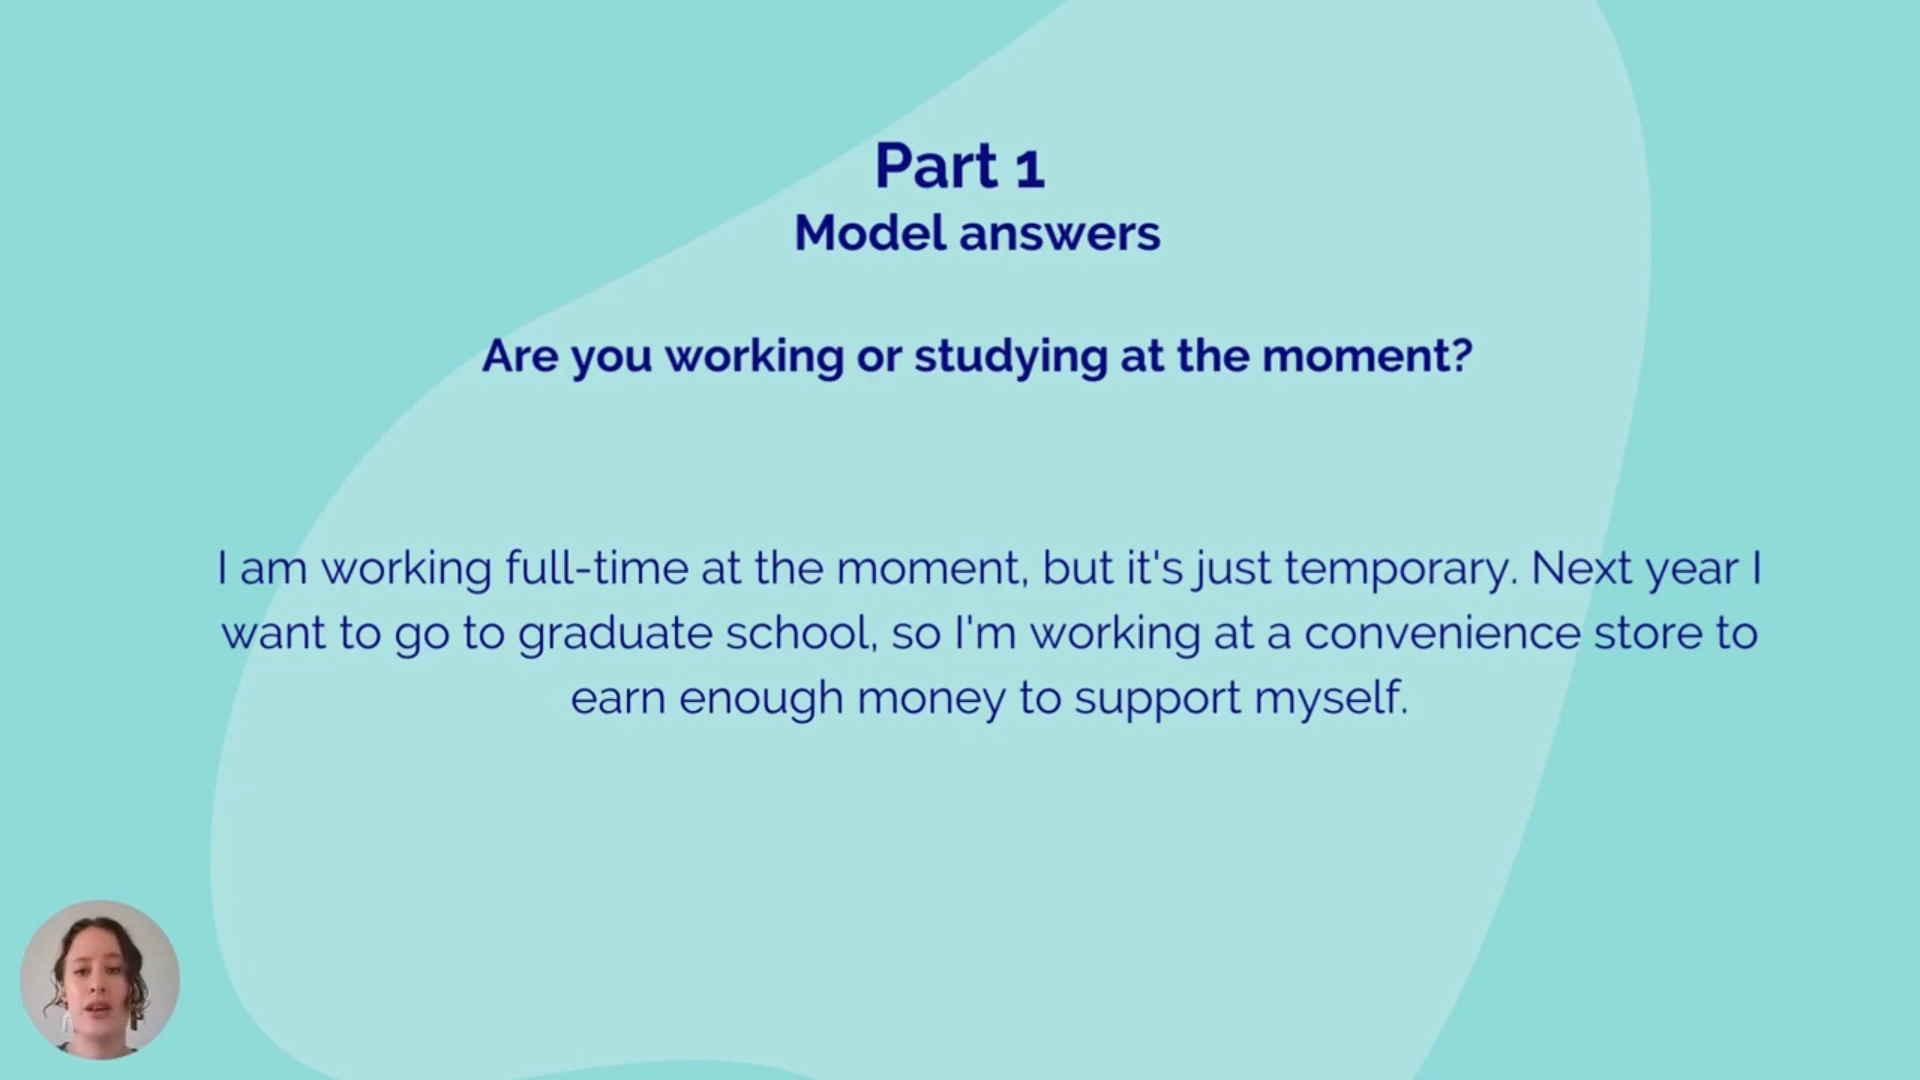 Part 1
Model answers
Are you working or studying at the moment?
I am working full-time at the moment, but it's just temporary. Next year I
want to go to graduate school, so I'm working at a convenience store to
earn enough money to support myself.